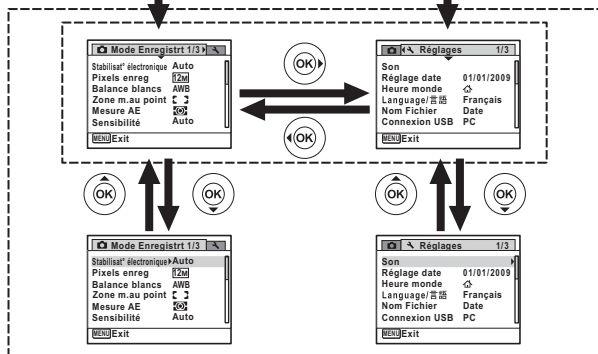 Mode Enregistrt 1/3
Stabilisat° électronique Auto
Pixels enreg 12M
Balance blancs AWB
Zone m.au point
Mesure AE
Sensibilité Auto
MENU Exit
OK
OK
Réglages 1/3
Son
Réglage date 01/01/2009
Heure monde
Language/言語 Français
Nom Fichier Date
Connexion USB PC
MENU Exit
OK
OK
OK
OK
Mode Enregistrt 1/3
Stabilisat° électronique Auto
Pixels enreg 12M
Balance blancs AWB
Zone m.au point
Mesure AE
Sensibilité Auto
MENU Exit
Réglages 1/3
Son
Réglage date 01/01/2009
Heure monde
Language/言語 Français
Nom Fichier Date
Connexion USB PC
MENU Exit